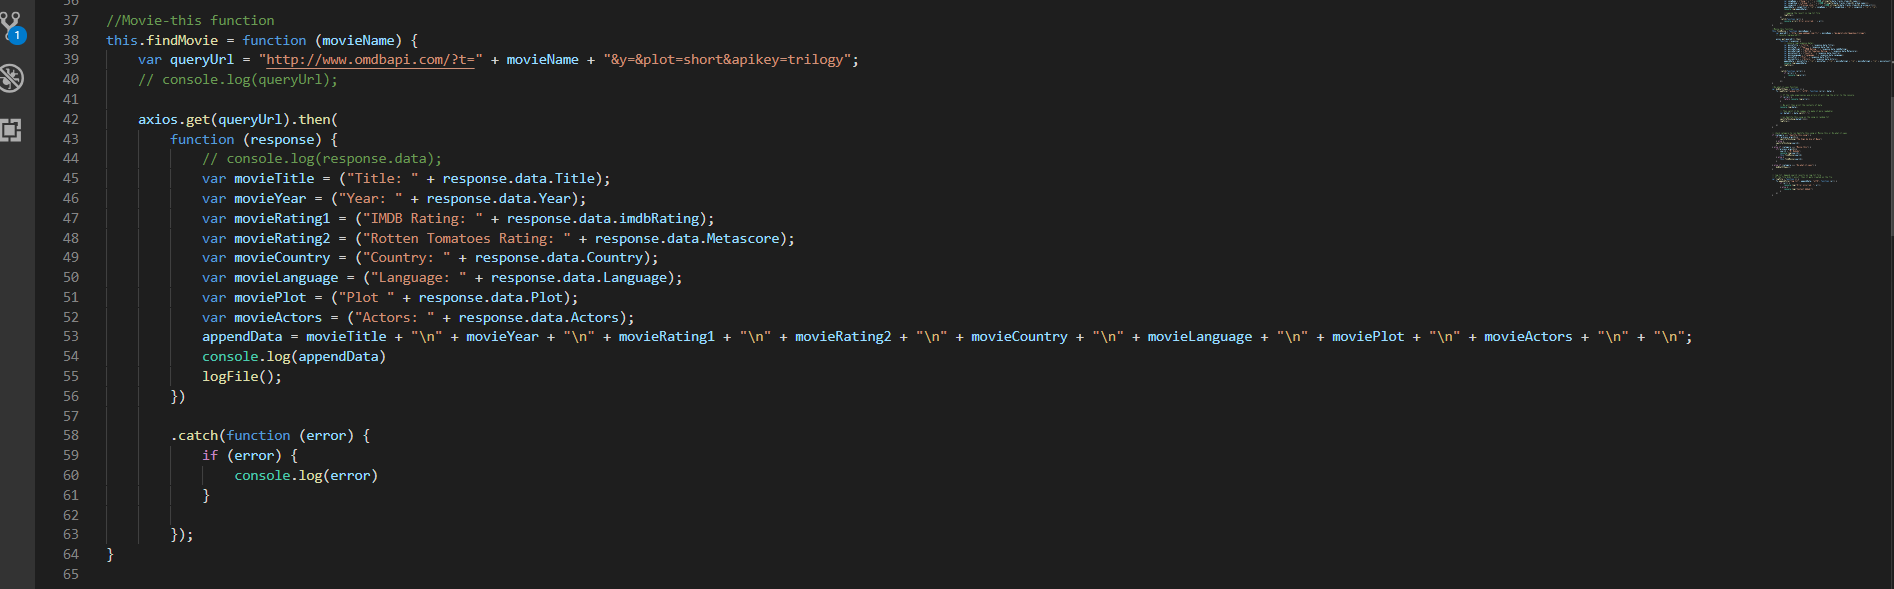 36
37 //Movie-this function
38 this.findMovie = function (movieName) {
39 var queryUrl = "http://www.omdbapi.com/?t=" + movieName + "&y=&plot=short&apikey=trilogy";
40 // console.log(queryUrl);
41
42 axios.get(queryUrl).then(
43 function (response) {
44 // console.log(response.data);
45 var movieTitle = ("Title: " + response.data.Title);
46 var movieYear = ("Year: " + response.data.Year);
47 var movieRating1 = ("IMDB Rating: " + response.data.imdbRating);
48 var movieRating2 = ("Rotten Tomatoes Rating: " + response.data.Metascore);
49 var movieCountry = ("Country: " + response.data.Country);
50 var movieLanguage = ("Language: " + response.data.Language);
51 var moviePlot = ("Plot " + response.data.Plot);
52 var movieActors = ("Actors: " + response.data.Actors);
53 appendData = movieTitle + "\n" + movieYear + "\n" + movieRating1 + "\n" + movieRating2 + "\n" + movieCountry + "\n" + movieLanguage + "\n" + moviePlot + "\n" + movieActors + "\n" + "\n";
54 console.log(appendData)
55 logFile();
56 })
57
58 .catch(function (error) {
59 if (error) {
60 console.log(error)
61 }
62
63 });
64 }
65
1